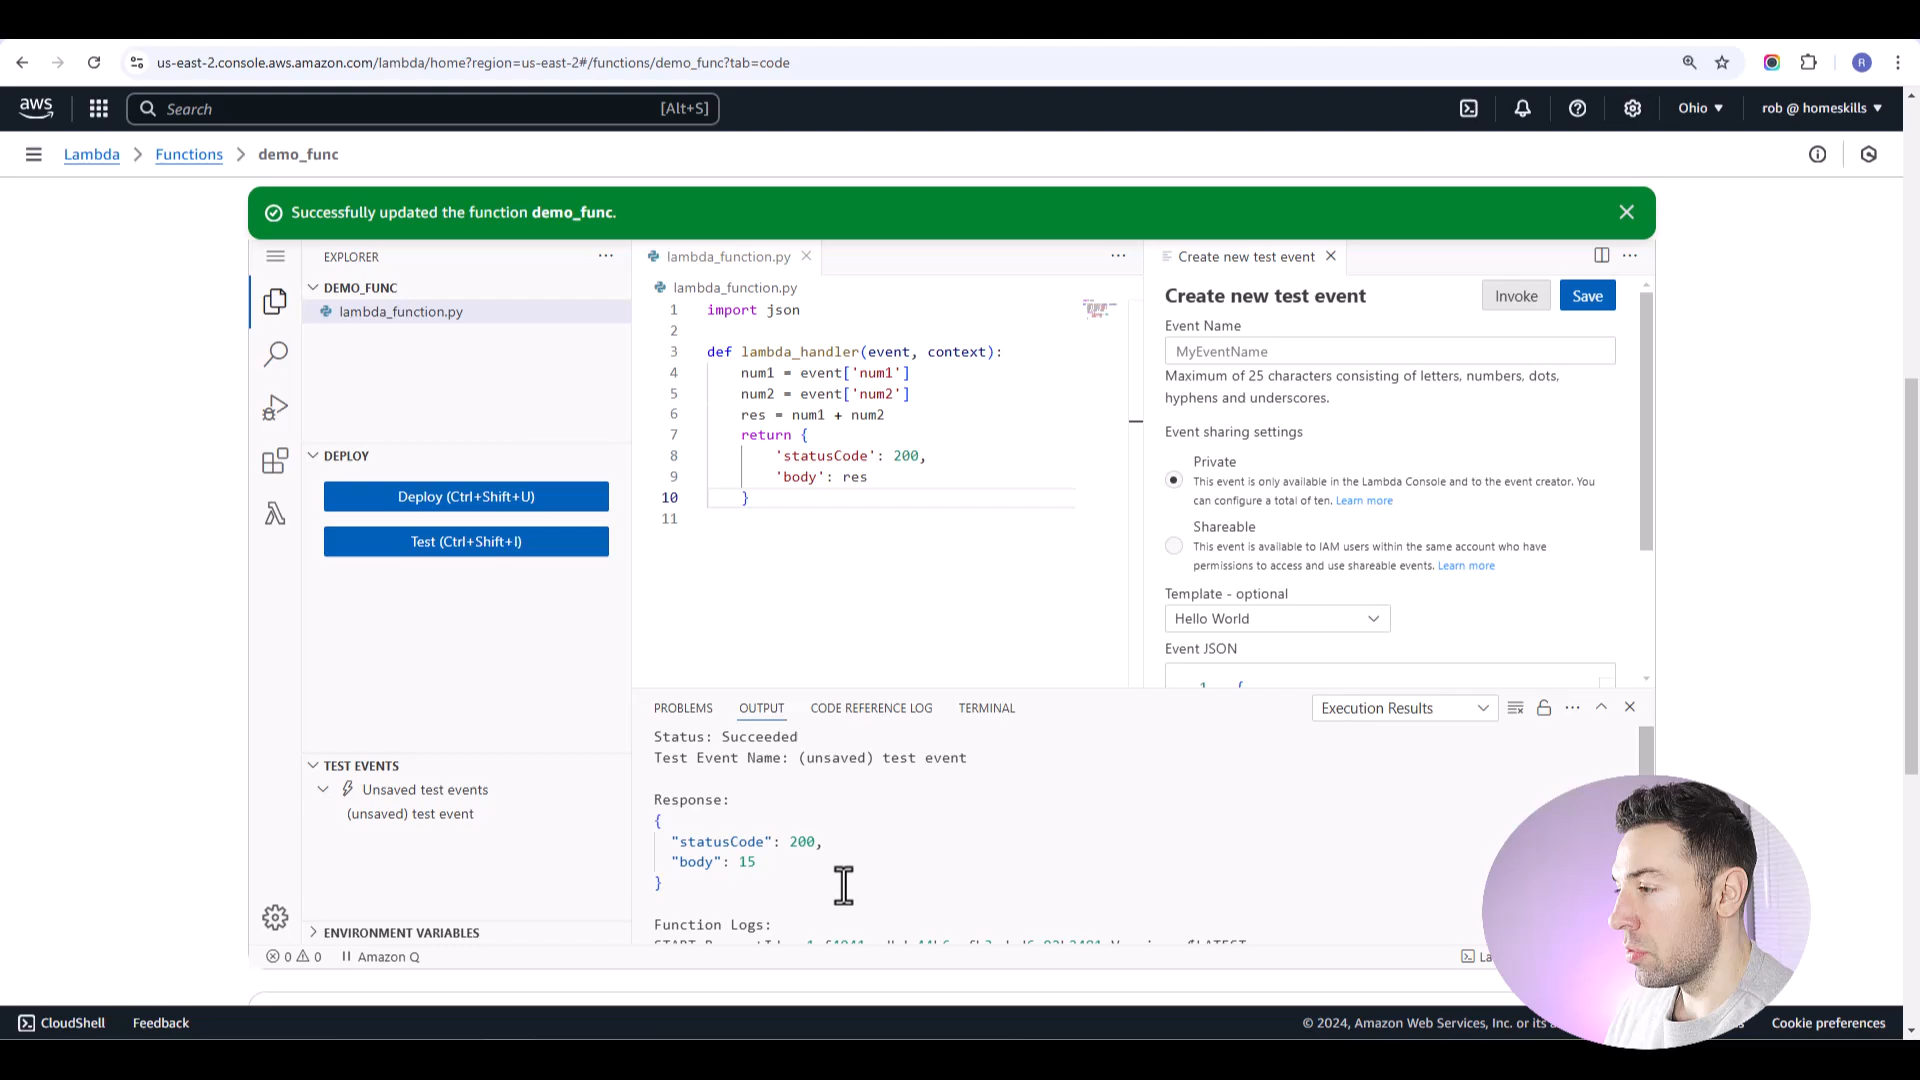 us-east-2.console.aws.amazon.com/lambda/home?region=us-east-2#/functions/demo_func?tab=code
R
aws
Search
[Alt+S]
Ohio
rob @ homeskills
Lambda
Functions
demo_func
Successfully updated the function demo_func.
EXPLORER
DEMO_FUNC
lambda_function.py
DEPLOY
Deploy (Ctrl+Shift+U)
Test (Ctrl+Shift+I)
TEST EVENTS
Unsaved test events
(unsaved) test event
ENVIRONMENT VARIABLES
0 0 Amazon Q
lambda_function.py
lambda_function.py
1 import json
2
3 def lambda_handler(event, context):
4 num1 = event['num1']
5 num2 = event['num2']
6 res = num1 + num2
7 return {
8 'statusCode': 200,
9 'body': res
10 }
11
Create new test event
Create new test event
Invoke
Save
Event Name
MyEventName
Maximum of 25 characters consisting of letters, numbers, dots,
hyphens and underscores.
Event sharing settings
Private
This event is only available in the Lambda Console and to the event creator. You
can configure a total of ten. Learn more
Shareable
This event is available to IAM users within the same account who have
permissions to access and use shareable events. Learn more
Template - optional
Hello World
Event JSON
1 {
PROBLEMS
OUTPUT
CODE REFERENCE LOG
TERMINAL
Execution Results
Status: Succeeded
Test Event Name: (unsaved) test event
Response:
{
"statusCode": 200,
"body": 15
}
Function Logs:
La
CloudShell
Feedback
© 2024, Amazon Web Services, Inc. or its
Cookie preferences